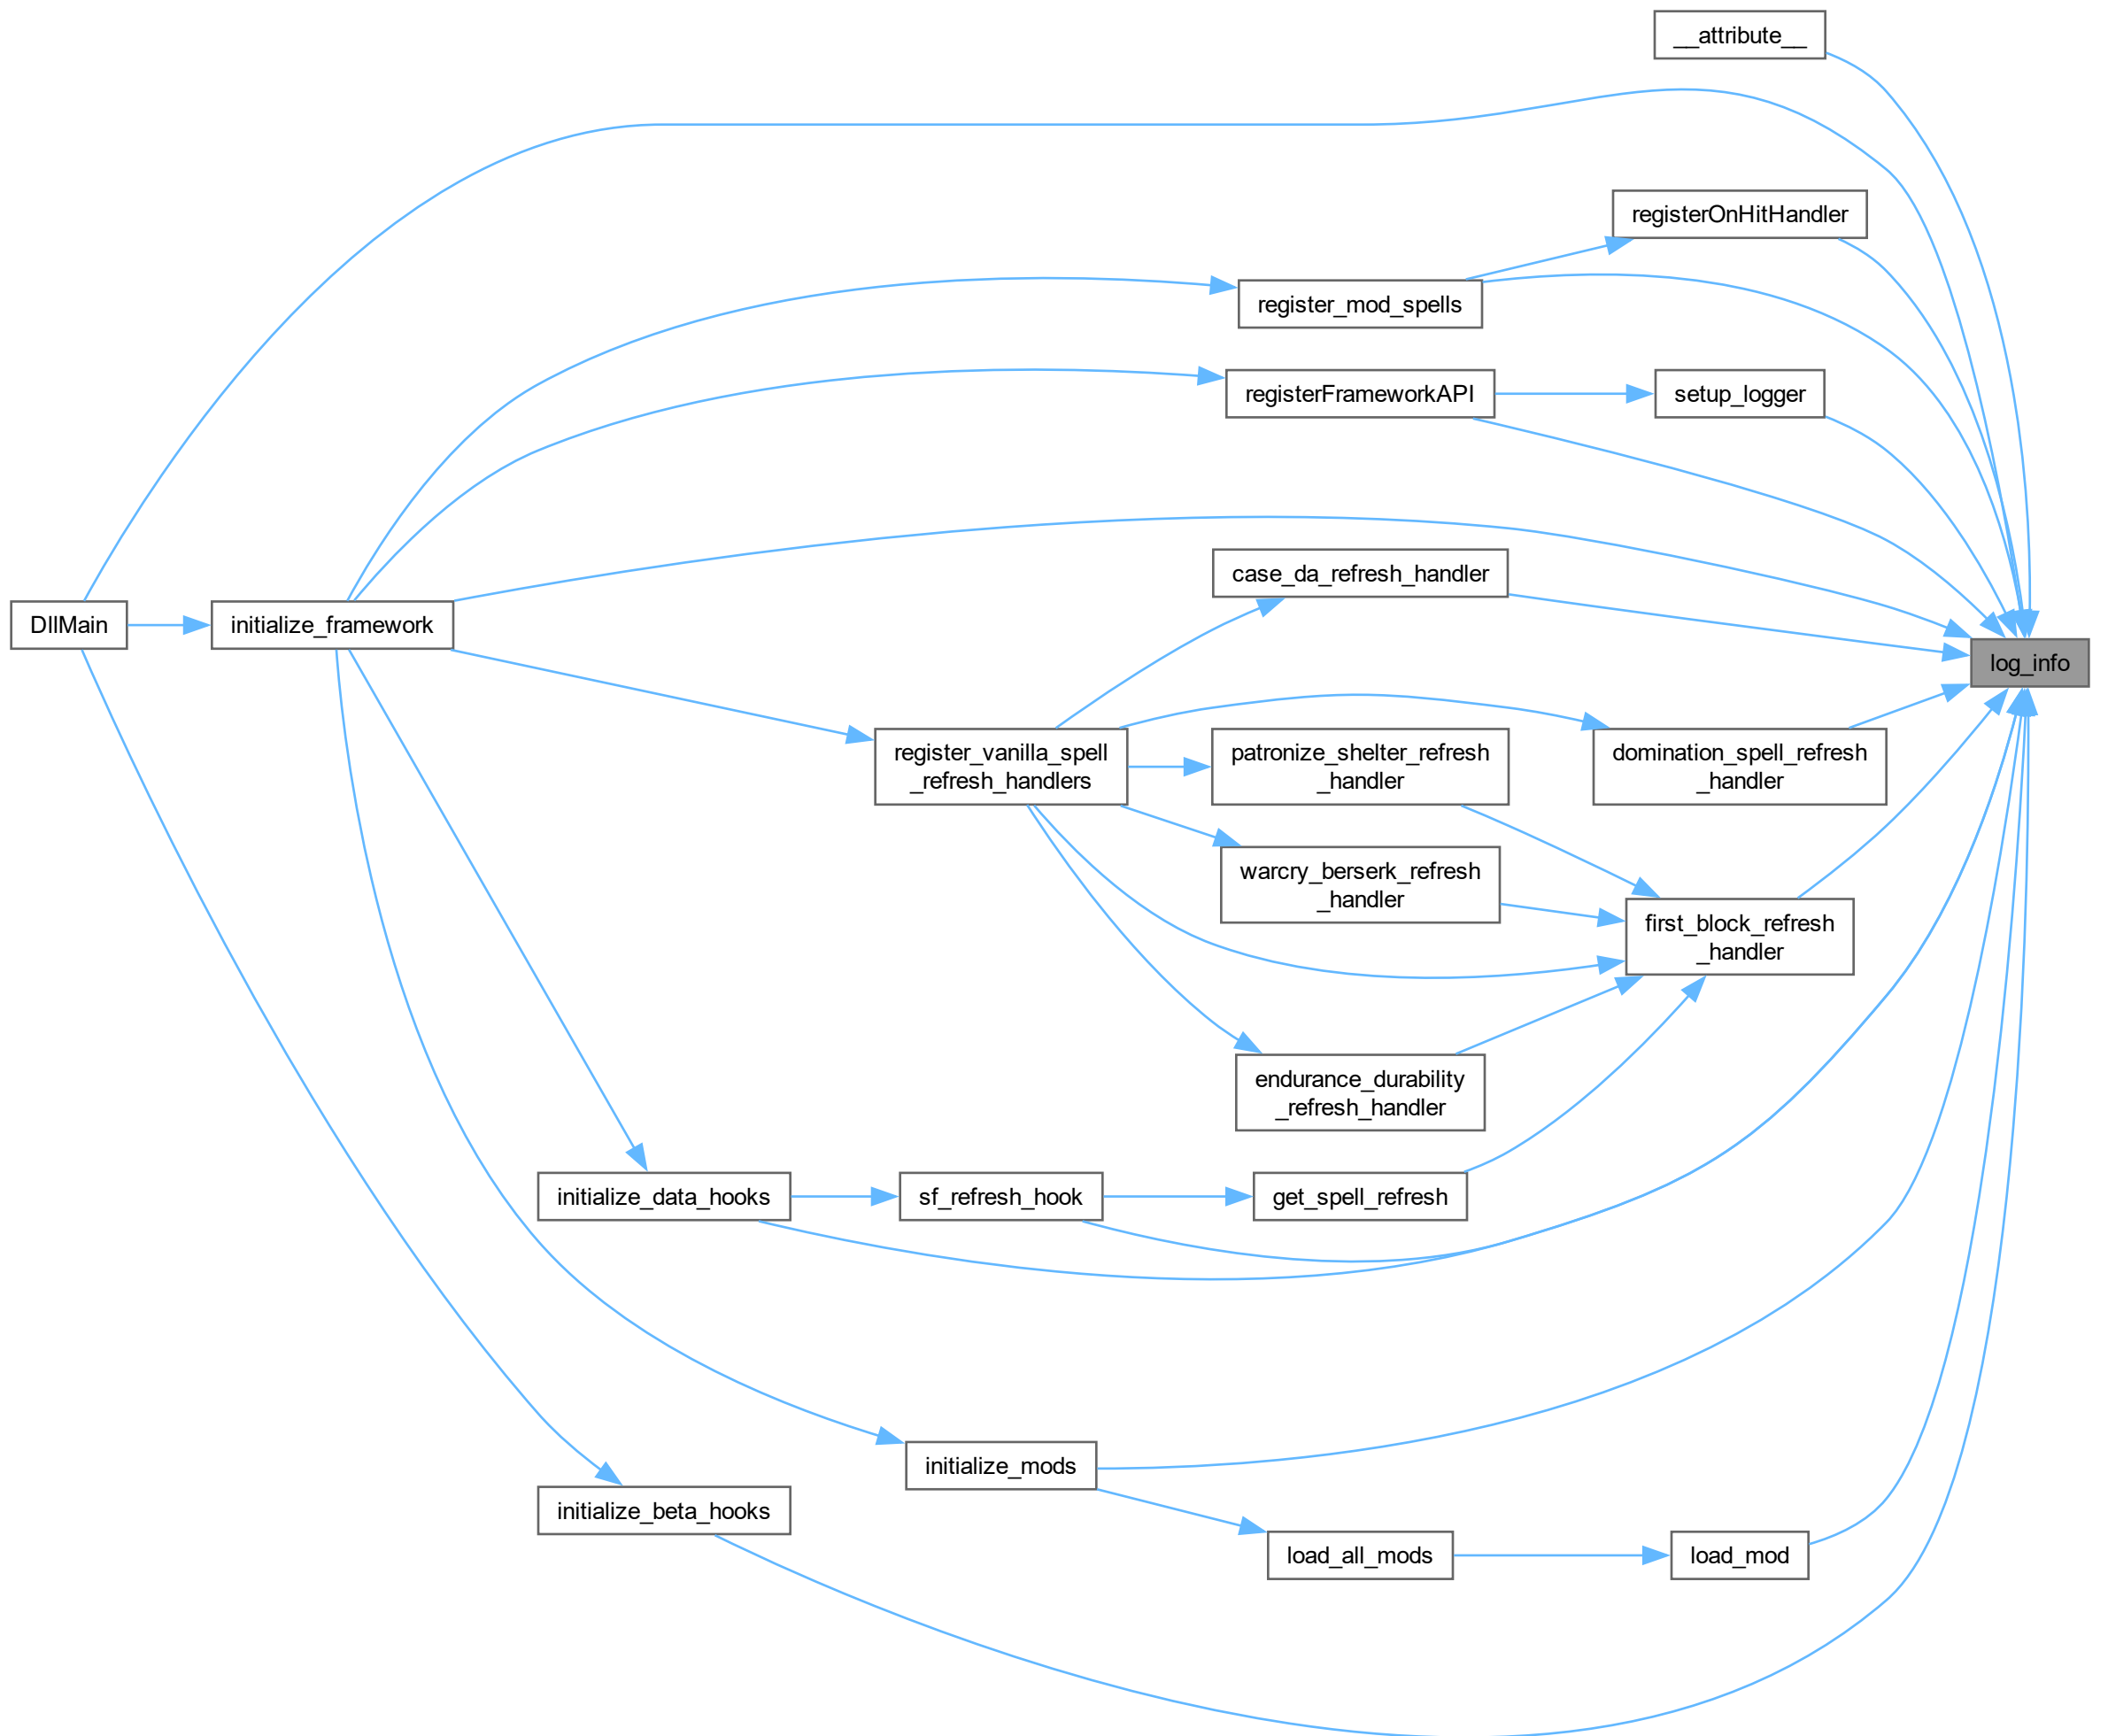 __attribute__
registerOnHitHandler
register_mod_spells
registerFrameworkAPI
setup_logger
case_da_refresh_handler
DllMain
initialize_framework
log_info
register_vanilla_spell
_refresh_handlers
patronize_shelter_refresh
_handler
domination_spell_refresh
_handler
warcry_berserk_refresh
_handler
first_block_refresh
_handler
endurance_durability
_refresh_handler
initialize_data_hooks
sf_refresh_hook
get_spell_refresh
initialize_mods
initialize_beta_hooks
load_all_mods
load_mod